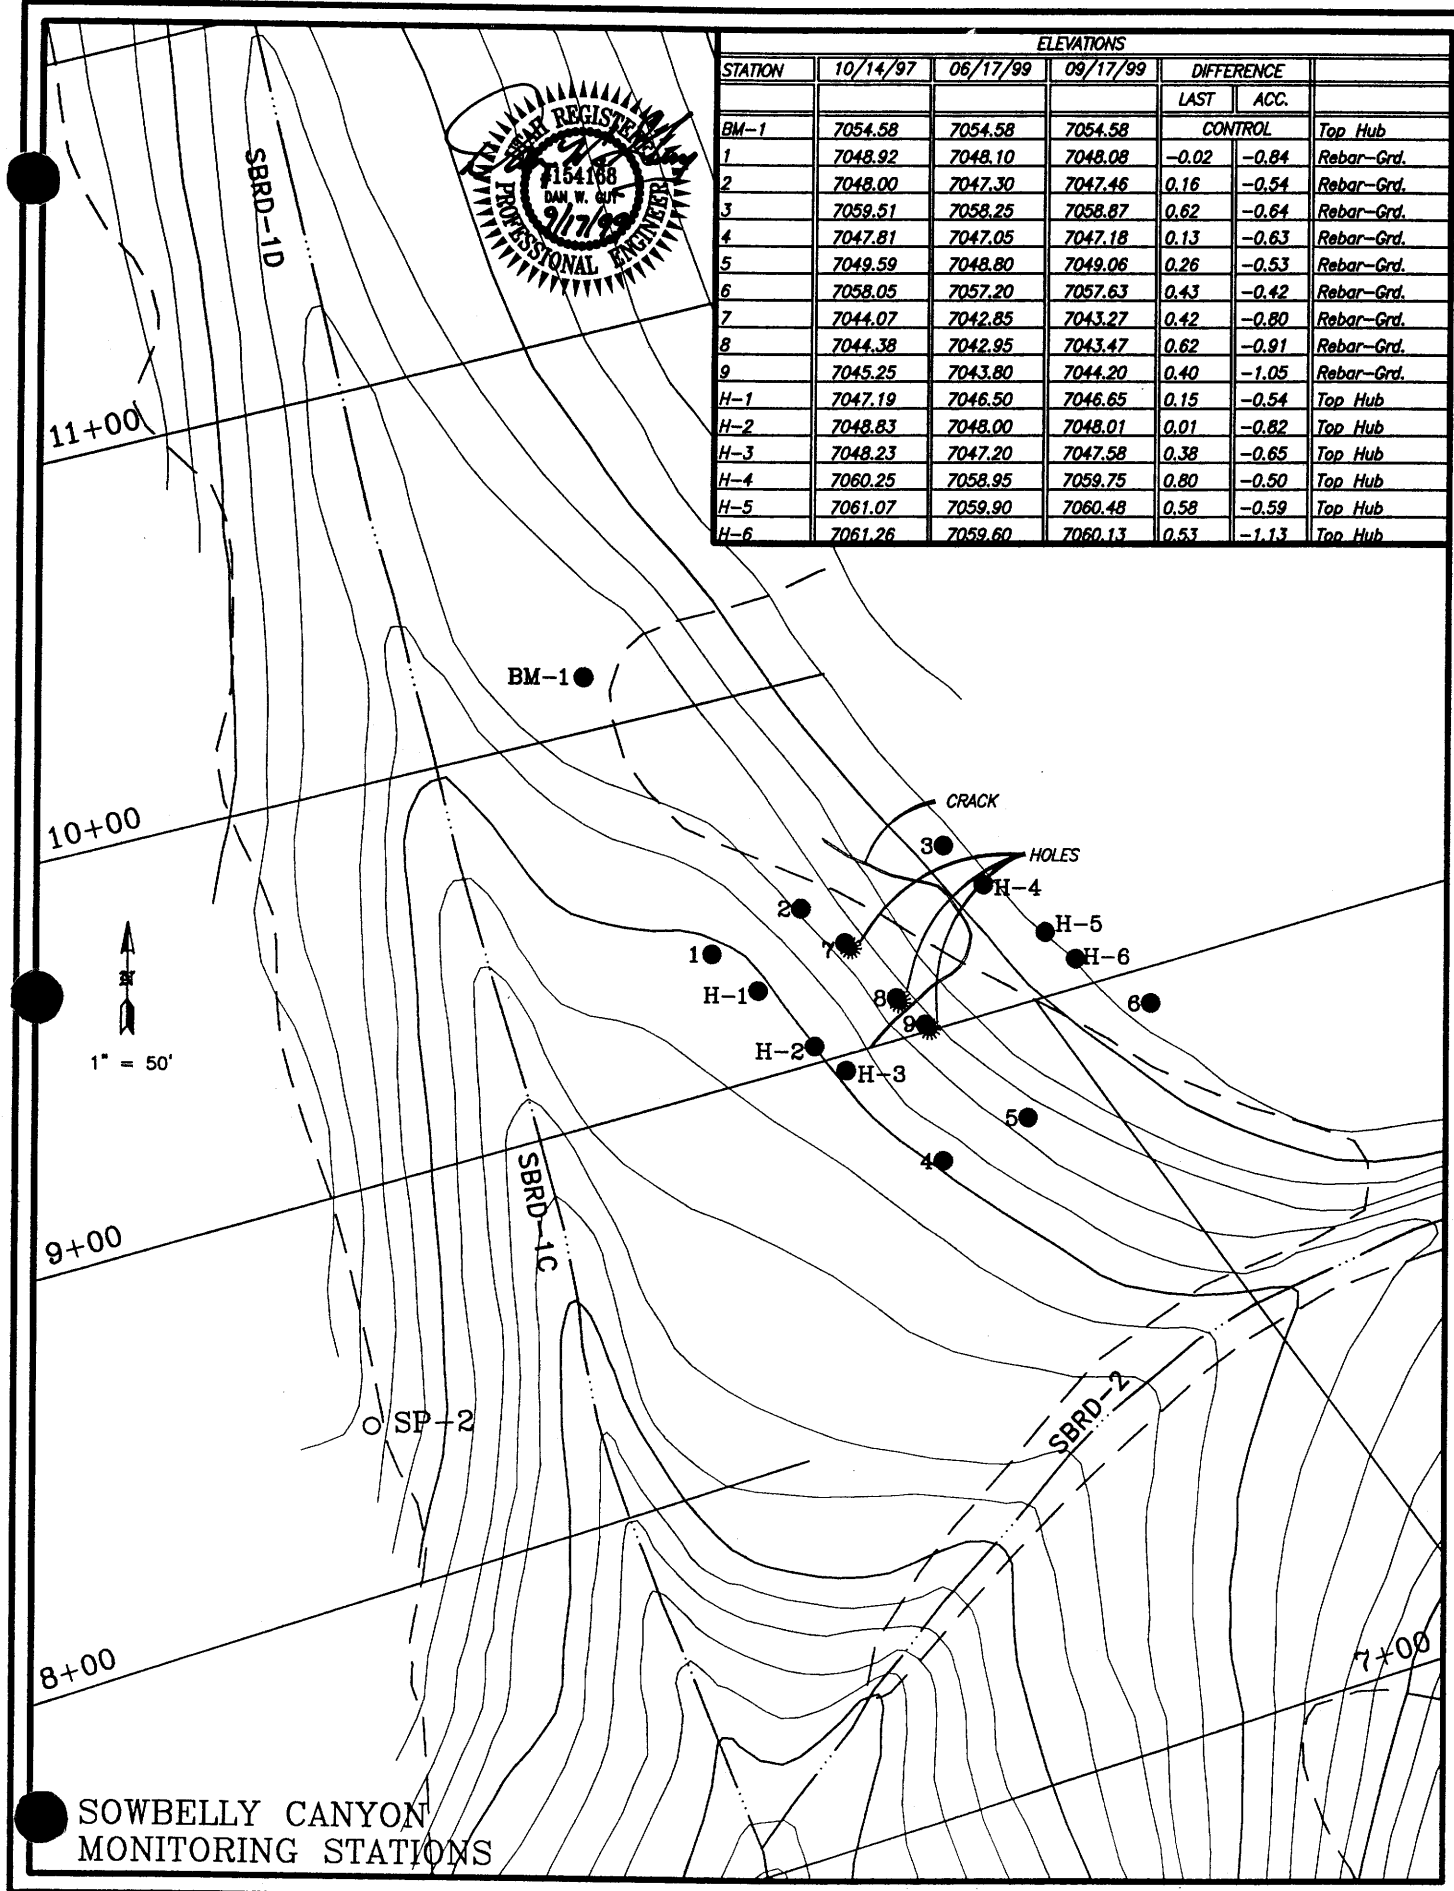 ELEVATIONS
STATION 10/14/97 06/17/99 09/17/99 DIFFERENCE
LAST ACC.
BM-1 7054.58 7054.58 7054.58 CONTROL Top Hub
1 7048.92 7048.10 7048.08 -0.02 -0.84 Rebar-Grd.
2 7048.00 7047.30 7047.46 0.16 -0.54 Rebar-Grd.
3 7059.51 7058.25 7058.87 0.62 -0.64 Rebar-Grd.
4 7047.81 7047.05 7047.18 0.13 -0.63 Rebar-Grd.
5 7049.59 7048.80 7049.06 0.26 -0.53 Rebar-Grd.
6 7058.05 7057.20 7057.63 0.43 -0.42 Rebar-Grd.
7 7044.07 7042.85 7043.27 0.42 -0.80 Rebar-Grd.
8 7044.38 7042.95 7043.47 0.62 -0.91 Rebar-Grd.
9 7045.25 7043.80 7044.20 0.40 -1.05 Rebar-Grd.
H-1 7047.19 7046.50 7046.65 0.15 -0.54 Top Hub
H-2 7048.83 7048.00 7048.01 0.01 -0.82 Top Hub
H-3 7048.23 7047.20 7047.58 0.38 -0.65 Top Hub
H-4 7060.25 7058.95 7059.75 0.80 -0.50 Top Hub
H-5 7061.07 7059.90 7060.48 0.58 -0.59 Top Hub
H-6 7061.26 7059.60 7060.13 0.53 -1.13 Top Hub
UTAH REGISTERED
#154168
DAN W. GUY
9/17/99
PROFESSIONAL ENGINEER
SBRD-1D
11+00
BM-1
10+00
CRACK
3
HOLES
H-4
2
H-5
7
1
H-6
H-1
8
6
9
N
H-2
1" = 50'
H-3
5
4
SBRD-1C
9+00
SBRD-2
SP-2
7+00
8+00
SOWBELLY CANYON
MONITORING STATIONS